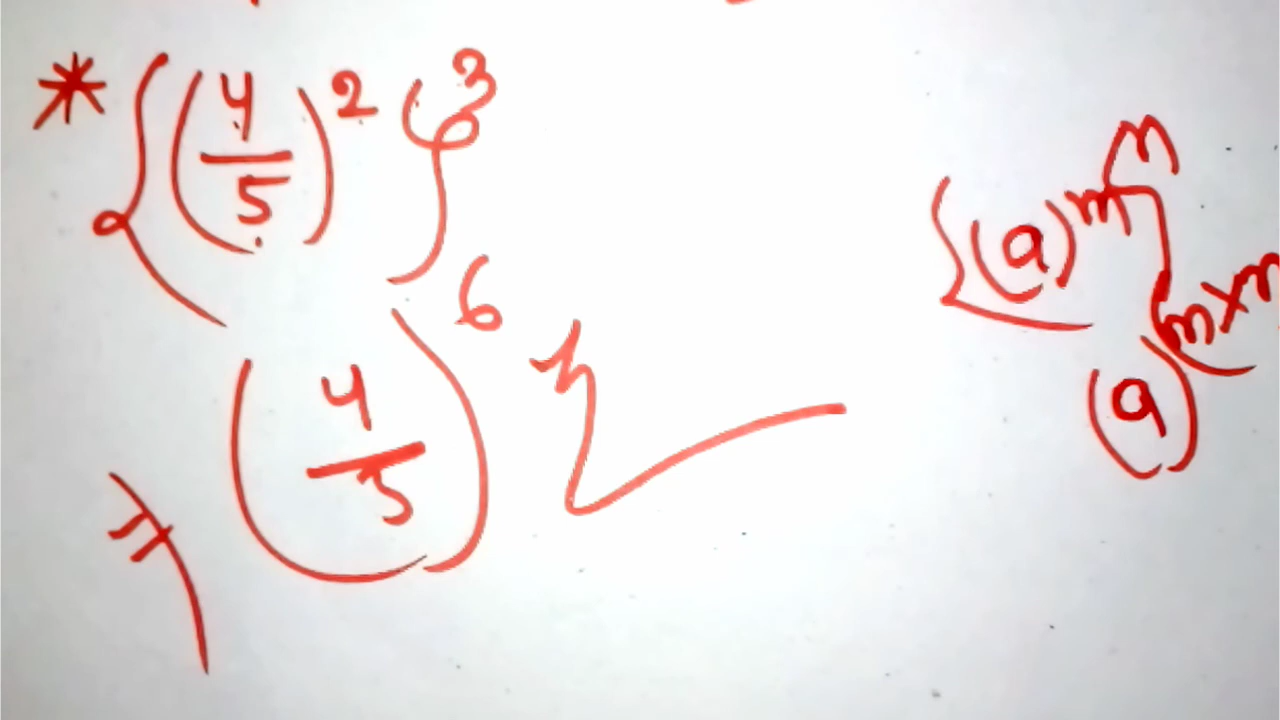 * {(4/5)²}³
⇒ (4/5)⁶
{(a)ᵐ}ⁿ
(a)ᵐˣⁿ